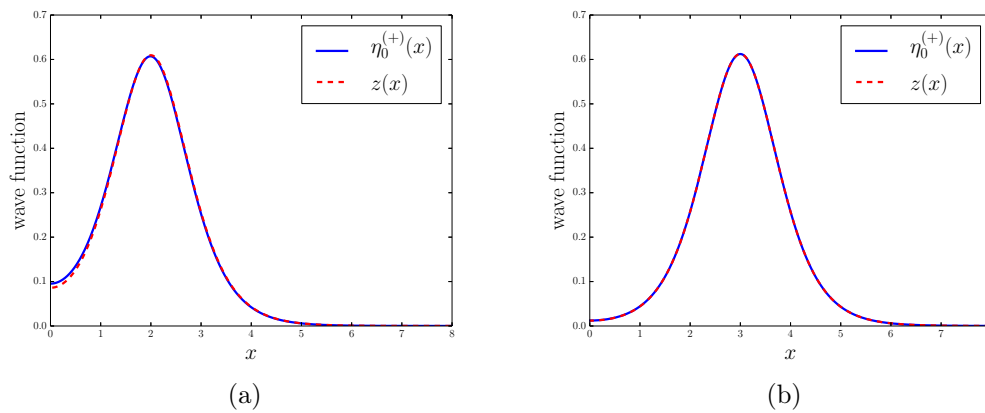 0.7
0.6
0.5
0.4
0.3
0.2
0.1
0.0
wave function
0 1 2 3 4 5 6 7 8
x
η₀⁽⁺⁾(x)
z(x)
(a)
0.7
0.6
0.5
0.4
0.3
0.2
0.1
0.0
wave function
0 1 2 3 4 5 6 7
x
η₀⁽⁺⁾(x)
z(x)
(b)